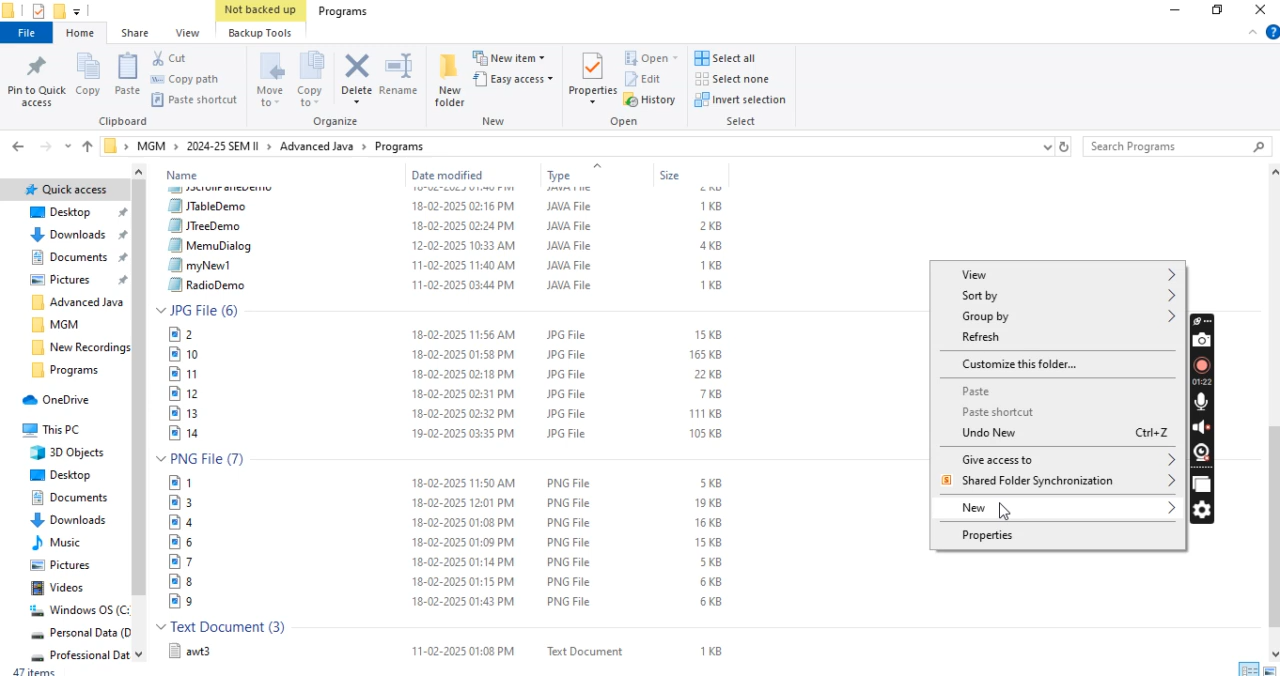 Not backed up Programs
File Home Share View Backup Tools
Pin to Quick access
Copy
Paste
Cut
Copy path
Paste shortcut
Clipboard
Move to
Copy to
Delete
Rename
Organize
New folder
New item
Easy access
New
Properties
Open
Edit
History
Open
Select all
Select none
Invert selection
Select
MGM 2024-25 SEM II Advanced Java Programs Search Programs
Name Date modified Type Size
Quick access
Desktop
Downloads
Documents
Pictures
Advanced Java
MGM
New Recordings
Programs
OneDrive
This PC
3D Objects
Desktop
Documents
Downloads
Music
Pictures
Videos
Windows OS (C:
Personal Data (D
Professional Dat
47 items
JScrollPaneDemo 18-02-2025 01:46 PM JAVA File 2 KB
JTableDemo 18-02-2025 02:16 PM JAVA File 1 KB
JTreeDemo 18-02-2025 02:24 PM JAVA File 2 KB
MemuDialog 12-02-2025 10:33 AM JAVA File 4 KB
myNew1 11-02-2025 11:40 AM JAVA File 1 KB
RadioDemo 11-02-2025 03:44 PM JAVA File 1 KB
JPG File (6)
2 18-02-2025 11:56 AM JPG File 15 KB
10 18-02-2025 01:58 PM JPG File 165 KB
11 18-02-2025 02:18 PM JPG File 22 KB
12 18-02-2025 02:31 PM JPG File 7 KB
13 18-02-2025 02:32 PM JPG File 111 KB
14 19-02-2025 03:35 PM JPG File 105 KB
PNG File (7)
1 18-02-2025 11:50 AM PNG File 5 KB
3 18-02-2025 12:01 PM PNG File 19 KB
4 18-02-2025 01:08 PM PNG File 16 KB
6 18-02-2025 01:09 PM PNG File 15 KB
7 18-02-2025 01:14 PM PNG File 5 KB
8 18-02-2025 01:15 PM PNG File 6 KB
9 18-02-2025 01:43 PM PNG File 6 KB
Text Document (3)
awt3 11-02-2025 01:08 PM Text Document 1 KB
View
Sort by
Group by
Refresh
Customize this folder...
Paste
Paste shortcut
Undo New Ctrl+Z
Give access to
Shared Folder Synchronization
New
Properties
01:22